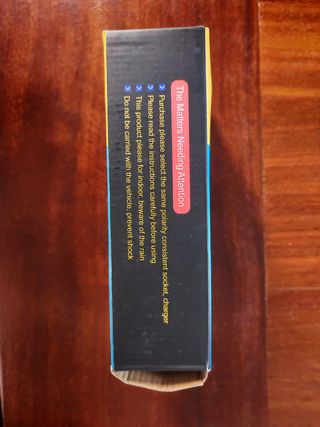 The Matters Needing Attention
Purchase please select the same polarity consistent socket, charger
Please read the instructions carefully before using
This product please for indoor, beware of the rain
Do not be carried with the vehicle, prevent shock